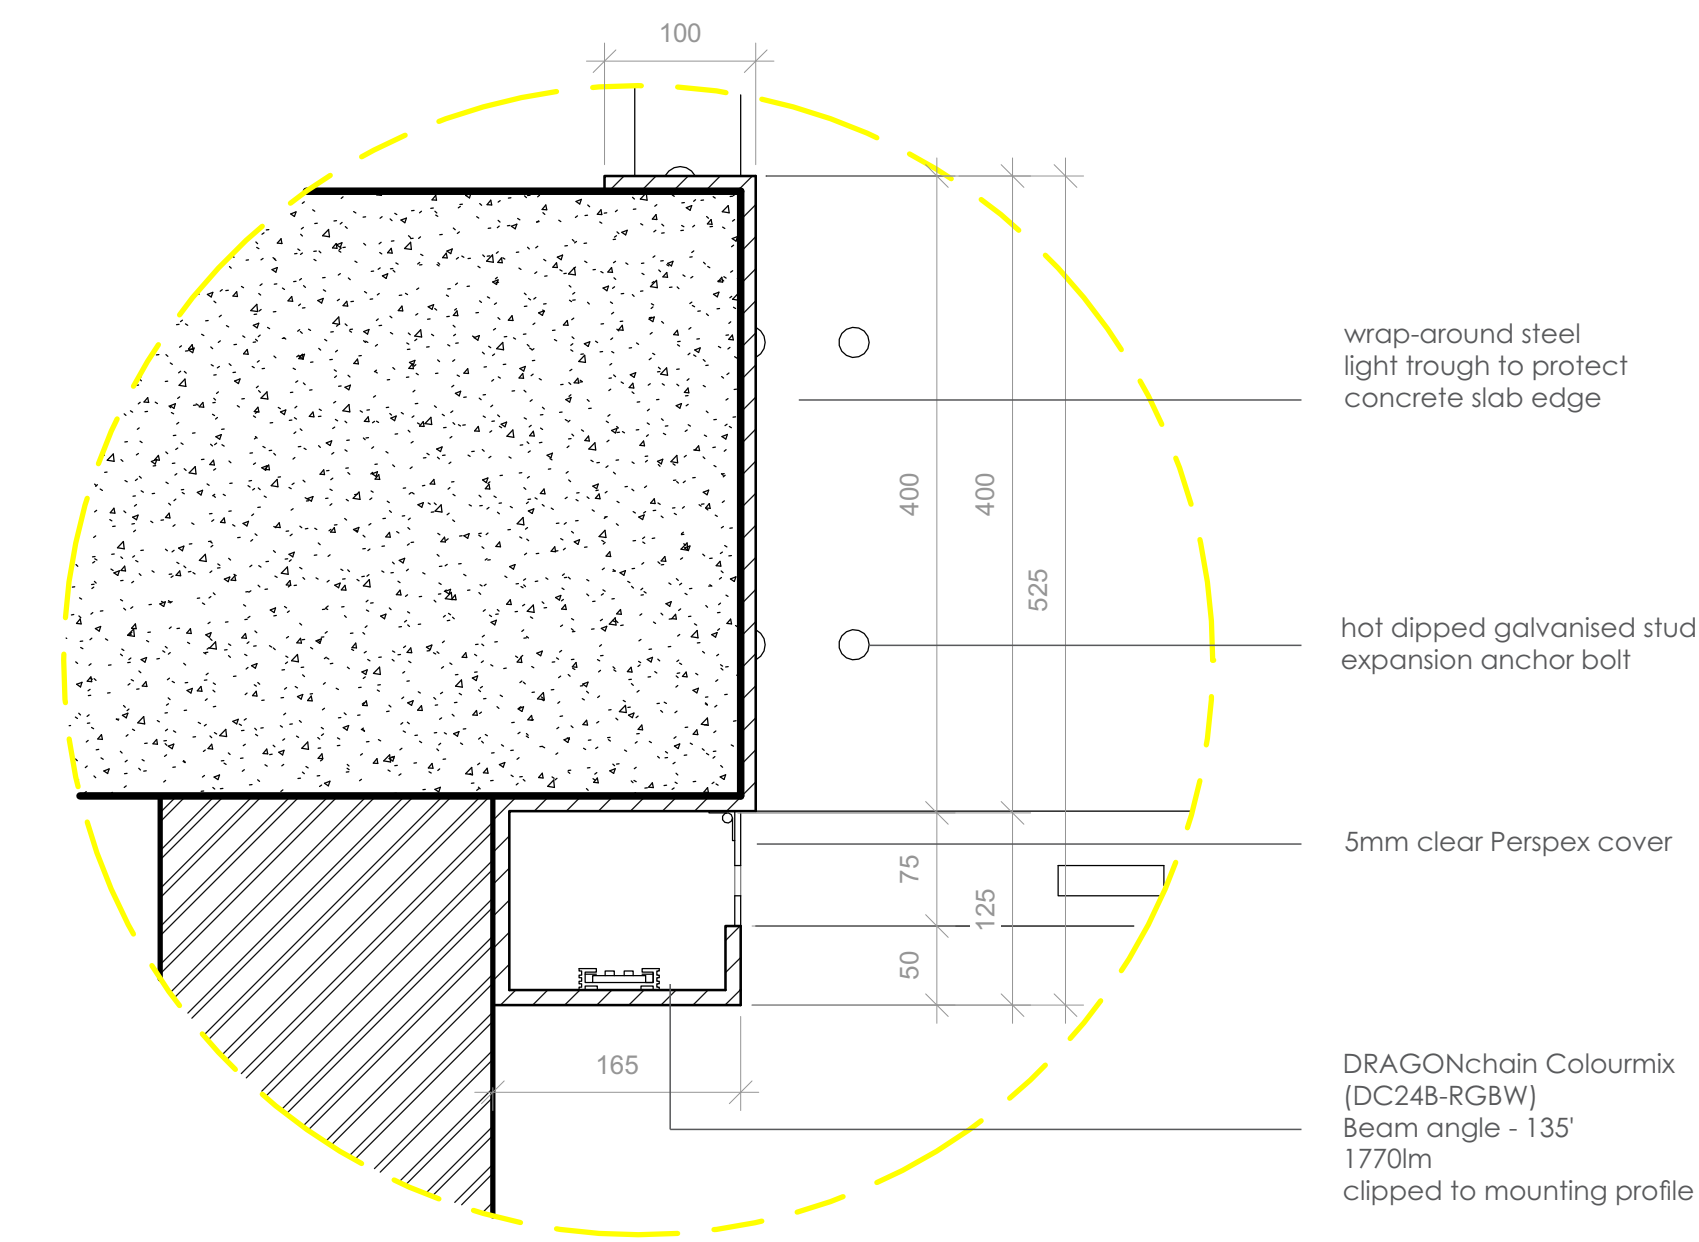 100
wrap-around steel
light trough to protect
concrete slab edge
400
400
525
hot dipped galvanised stud
expansion anchor bolt
5mm clear Perspex cover
75
125
50
165
DRAGONchain Colourmix
(DC24B-RGBW)
Beam angle - 135'
1770lm
clipped to mounting profile